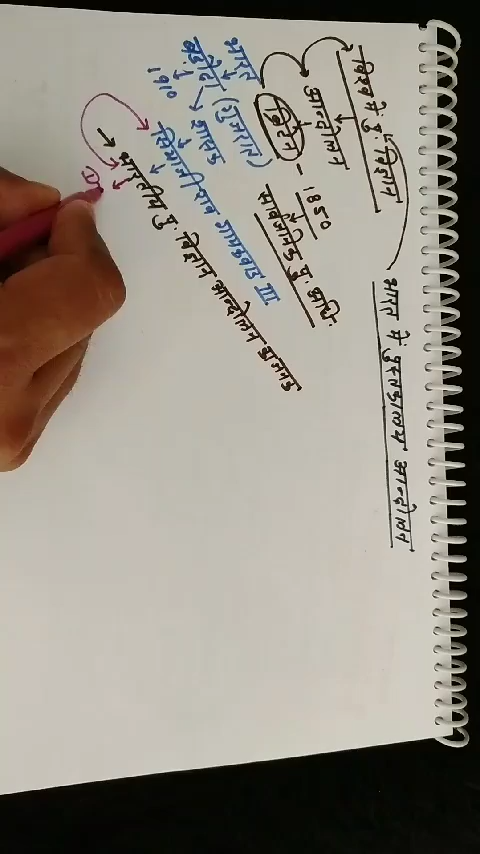 भारत में पुस्तकालय आन्दोलन
विश्व में पु. विज्ञान
आन्दोलन
ब्रिटेन - 1850
सार्वजनिक पु. अधि.
भारत
बड़ौदा (गुजरात)
1910 शासक
सियाजी राव गायकवाड III
भारतीय पु. विज्ञान आन्दोलन का जनक
①